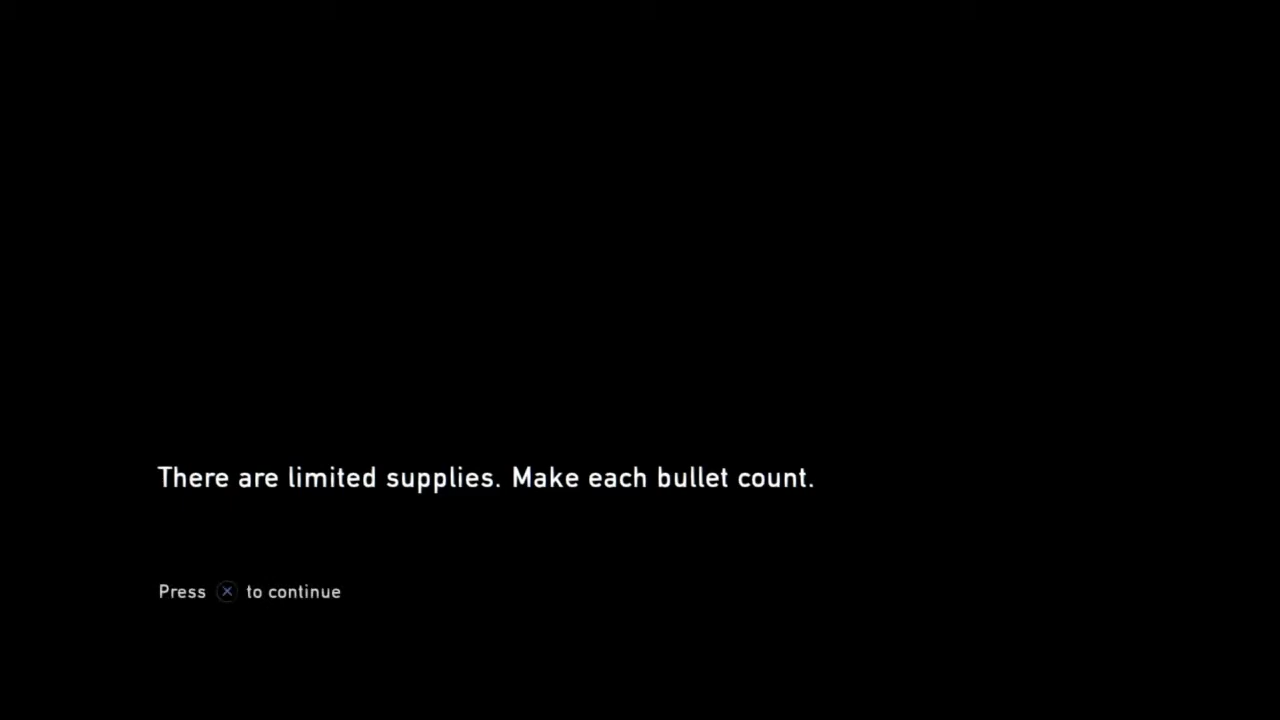 There are limited supplies. Make each bullet count.
Press ⓧ to continue